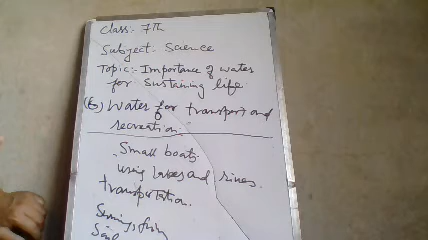 Class:- 7th
Subject:- Science
Topic:- Importance of water
for Sustaining life.
(6) Water for transport and
recreation.
Small boats
using lakes and rivers.
transportation.